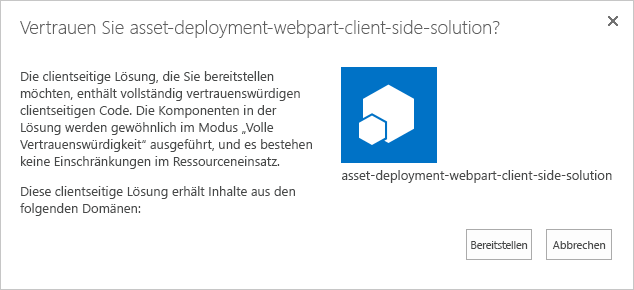 Vertrauen Sie asset-deployment-webpart-client-side-solution?
Die clientseitige Lösung, die Sie bereitstellen
möchten, enthält vollständig vertrauenswürdigen
clientseitigen Code. Die Komponenten in der
Lösung werden gewöhnlich im Modus „Volle
Vertrauenswürdigkeit“ ausgeführt, und es bestehen
keine Einschränkungen im Ressourceneinsatz.
Diese clientseitige Lösung erhält Inhalte aus den
folgenden Domänen:
asset-deployment-webpart-client-side-solution
Bereitstellen
Abbrechen